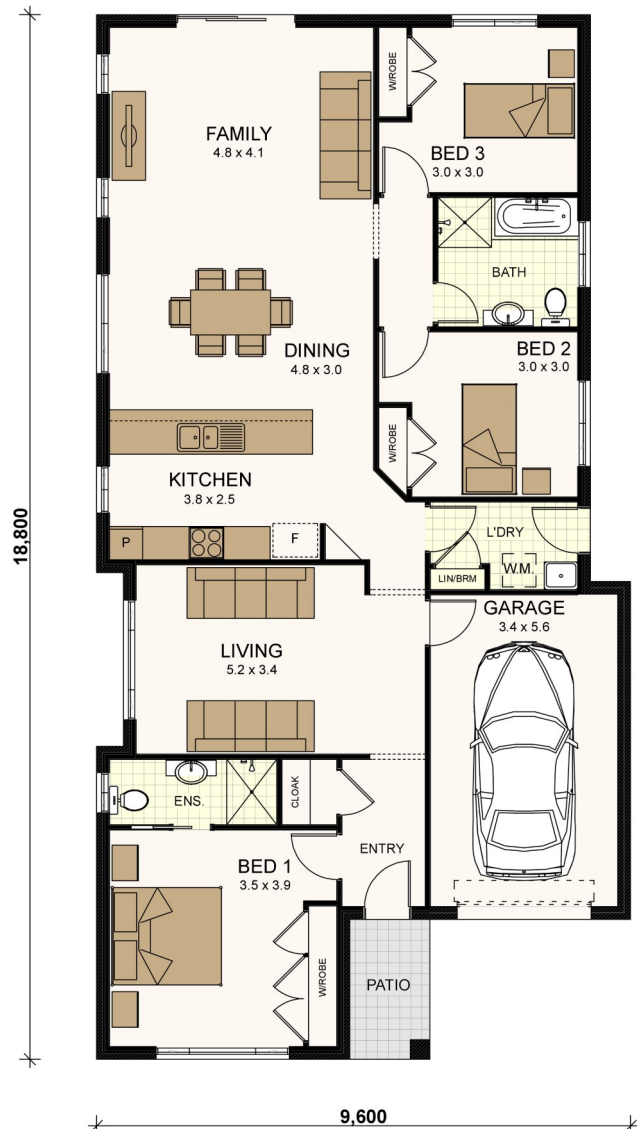 W/ROBE
FAMILY
4.8 x 4.1
BED 3
3.0 x 3.0
BATH
DINING
4.8 x 3.0
BED 2
3.0 x 3.0
W/ROBE
KITCHEN
3.8 x 2.5
18,800
P
F
L'DRY
W.M.
LIN/BRM
GARAGE
3.4 x 5.6
LIVING
5.2 x 3.4
ENS.
CLOAK
ENTRY
BED 1
3.5 x 3.9
W/ROBE
PATIO
9,600